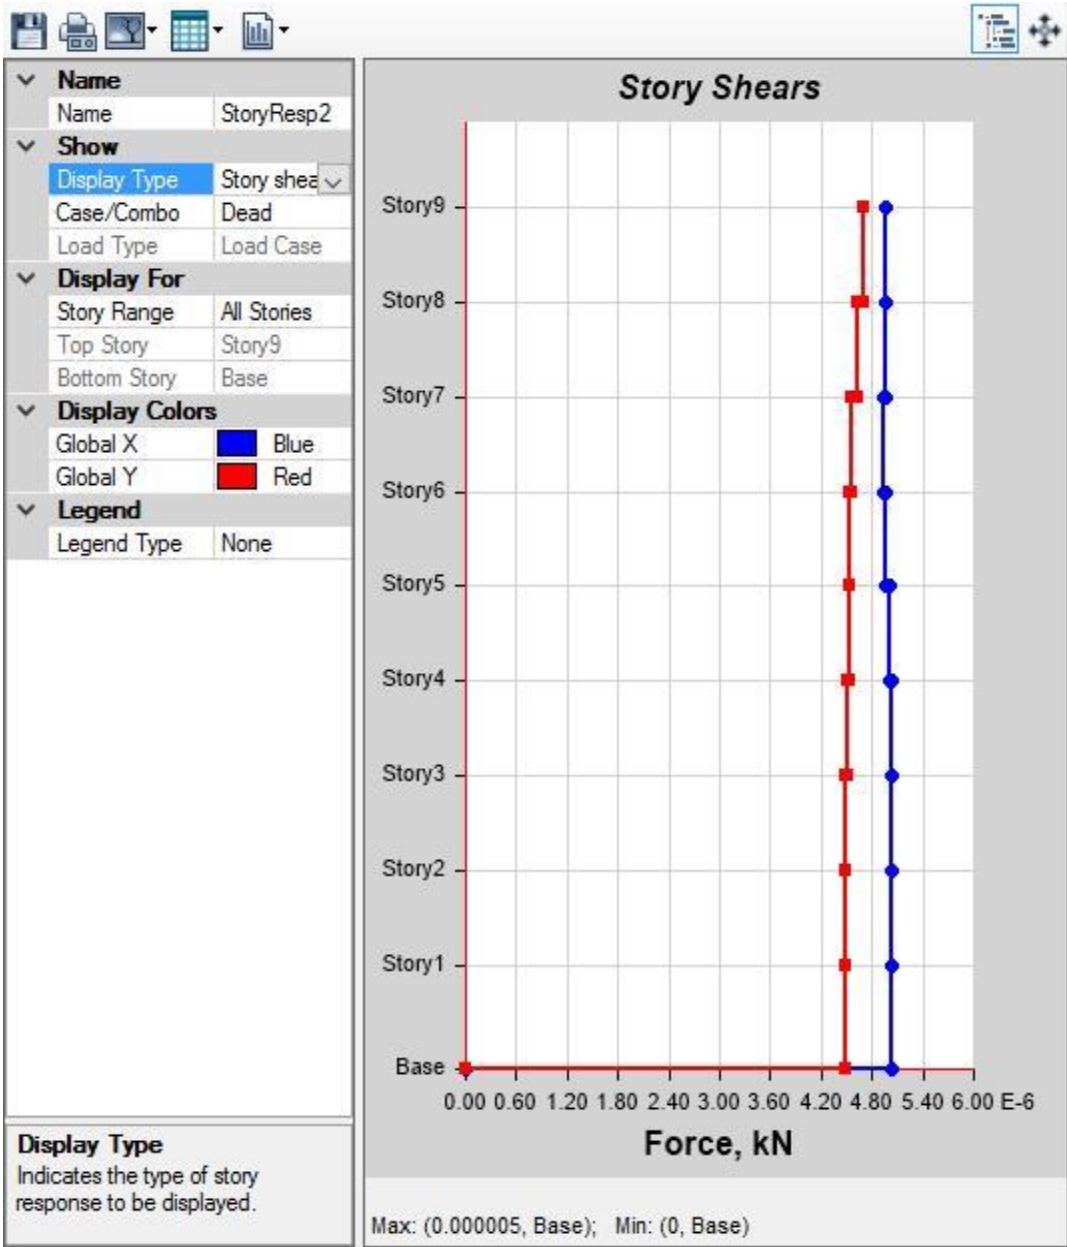 Name
Name StoryResp2
Show
Display Type Story shea
Case/Combo Dead
Load Type Load Case
Display For
Story Range All Stories
Top Story Story9
Bottom Story Base
Display Colors
Global X Blue
Global Y Red
Legend
Legend Type None
Display Type
Indicates the type of story
response to be displayed.
Story Shears
Story9
Story8
Story7
Story6
Story5
Story4
Story3
Story2
Story1
Base
0.00 0.60 1.20 1.80 2.40 3.00 3.60 4.20 4.80 5.40 6.00 E-6
Force, kN
Max: (0.000005, Base); Min: (0, Base)